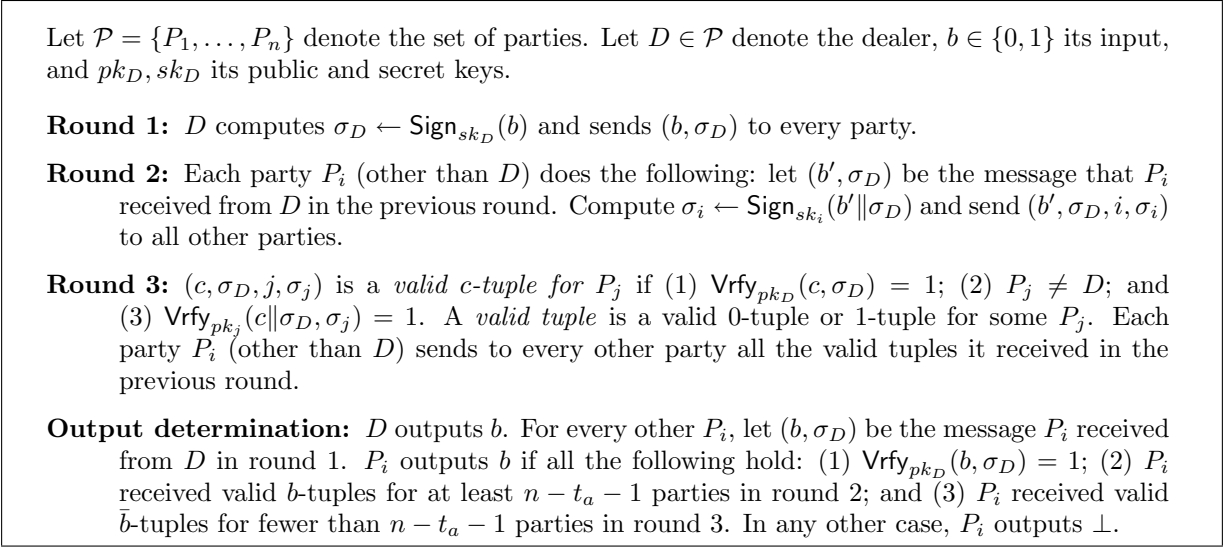 Let 𝒫 = {P₁, . . . , Pₙ} denote the set of parties. Let D ∈ 𝒫 denote the dealer, b ∈ {0, 1} its input,
and pk_D, sk_D its public and secret keys.
Round 1: D computes σ_D ← Sign_{sk_D}(b) and sends (b, σ_D) to every party.
Round 2: Each party P_i (other than D) does the following: let (b′, σ_D) be the message that P_i
received from D in the previous round. Compute σ_i ← Sign_{sk_i}(b′∥σ_D) and send (b′, σ_D, i, σ_i)
to all other parties.
Round 3: (c, σ_D, j, σ_j) is a valid c-tuple for P_j if (1) Vrfy_{pk_D}(c, σ_D) = 1; (2) P_j ≠ D; and
(3) Vrfy_{pk_j}(c∥σ_D, σ_j) = 1. A valid tuple is a valid 0-tuple or 1-tuple for some P_j. Each
party P_i (other than D) sends to every other party all the valid tuples it received in the
previous round.
Output determination: D outputs b. For every other P_i, let (b, σ_D) be the message P_i received
from D in round 1. P_i outputs b if all the following hold: (1) Vrfy_{pk_D}(b, σ_D) = 1; (2) P_i
received valid b-tuples for at least n − t_a − 1 parties in round 2; and (3) P_i received valid
b̄-tuples for fewer than n − t_a − 1 parties in round 3. In any other case, P_i outputs ⊥.